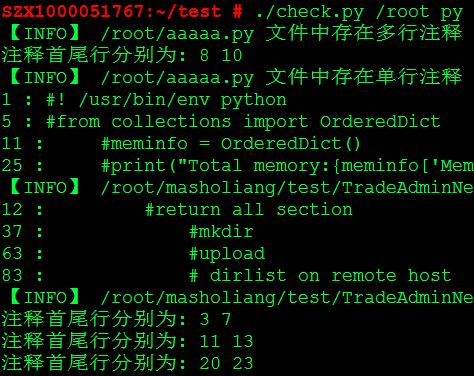 SZX1000051767:~/test # ./check.py /root py
【INFO】 /root/aaaaa.py 文件中存在多行注释
注释首尾行分别为: 8 10
【INFO】 /root/aaaaa.py 文件中存在单行注释
1 : #! /usr/bin/env python
5 : #from collections import OrderedDict
11 :     #meminfo = OrderedDict()
25 :     #print("Total memory:{meminfo['Mem
【INFO】 /root/masholiang/test/TradeAdminNe
12 :         #return all section
37 :             #mkdir
63 :             #upload
83 :             # dirlist on remote host
【INFO】 /root/masholiang/test/TradeAdminNe
注释首尾行分别为: 3 7
注释首尾行分别为: 11 13
注释首尾行分别为: 20 23